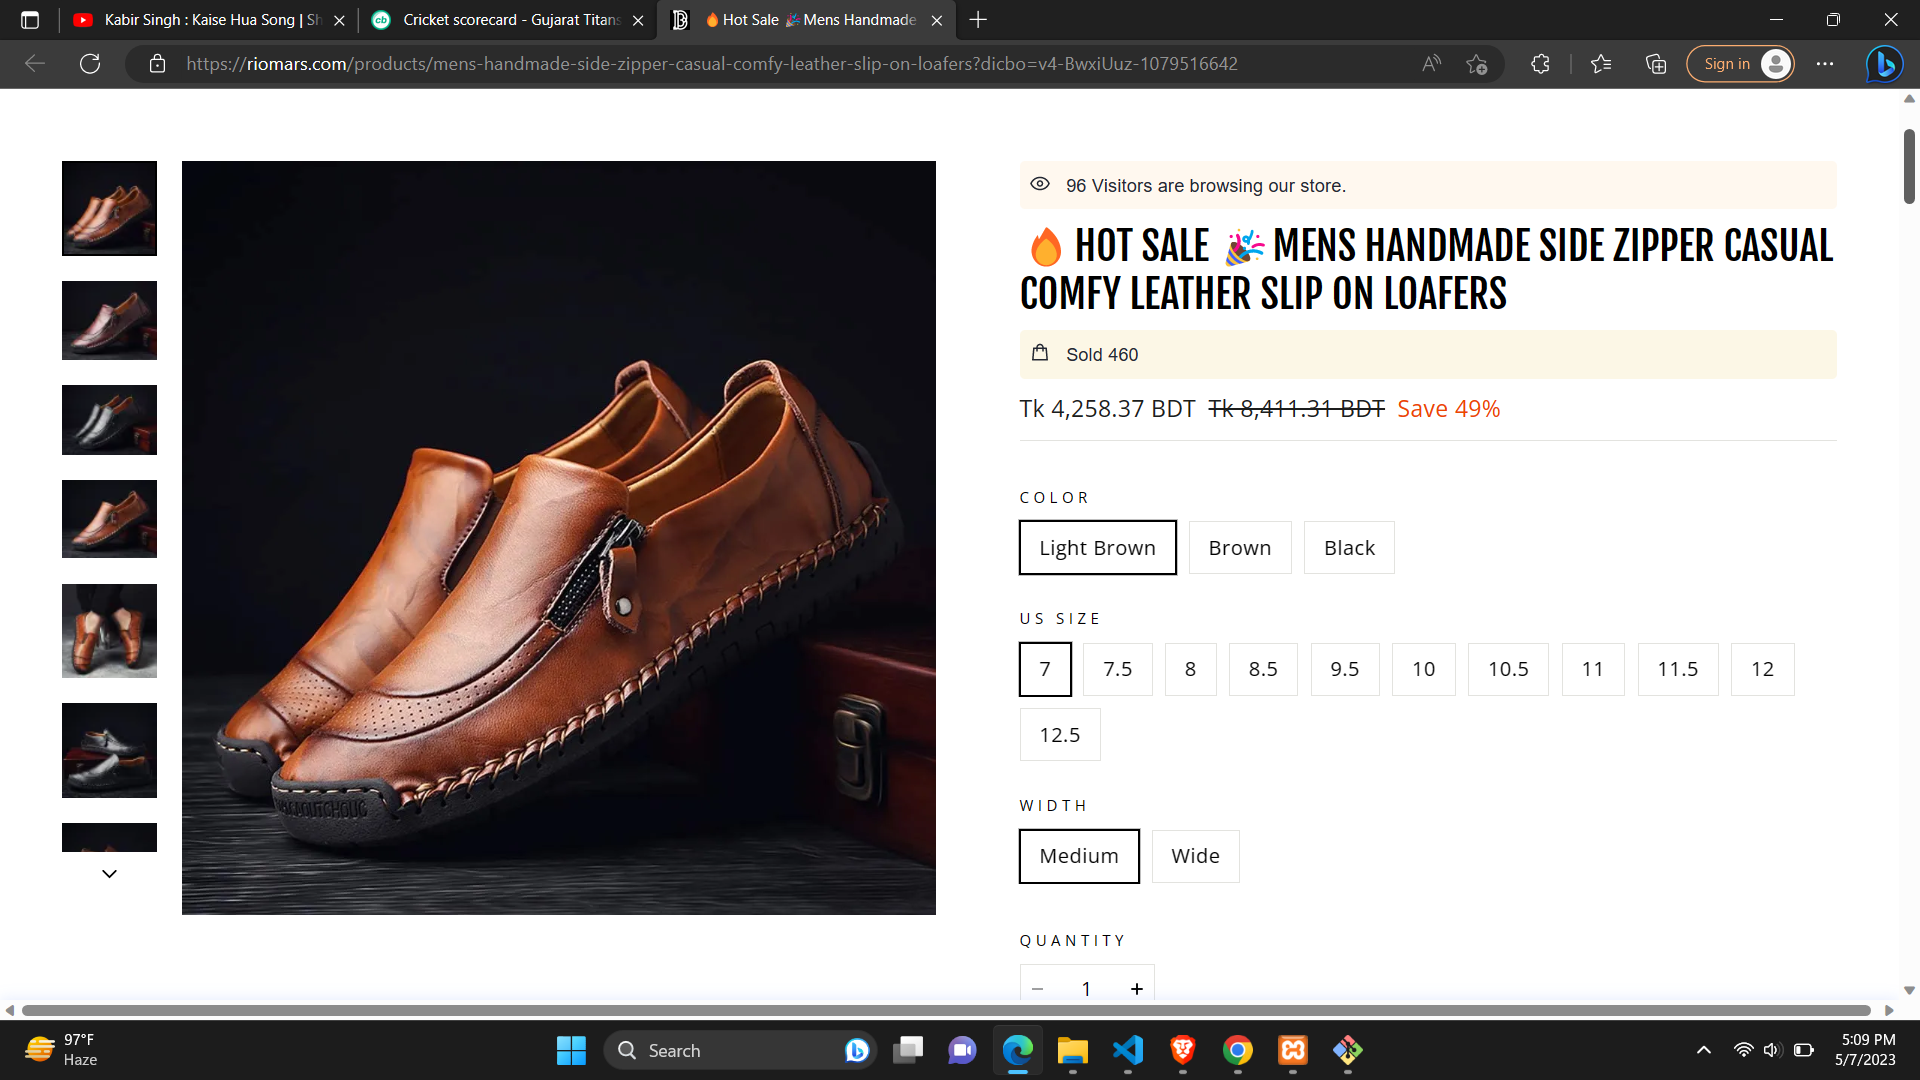 Kabir Singh : Kaise Hua Song | Sh
Cricket scorecard - Gujarat Titans
🔥Hot Sale 🎉Mens Handmade
https://riomars.com/products/mens-handmade-side-zipper-casual-comfy-leather-slip-on-loafers?dicbo=v4-BwxiUuz-1079516642
Sign in
96 Visitors are browsing our store.
🔥 HOT SALE 🎉 MENS HANDMADE SIDE ZIPPER CASUAL
COMFY LEATHER SLIP ON LOAFERS
Sold 460
Tk 4,258.37 BDT Tk 8,411.31 BDT Save 49%
COLOR
Light Brown Brown Black
US SIZE
7 7.5 8 8.5 9.5 10 10.5 11 11.5 12
12.5
WIDTH
Medium Wide
QUANTITY
− 1 +
97°F
Haze
Search
5:09 PM
5/7/2023